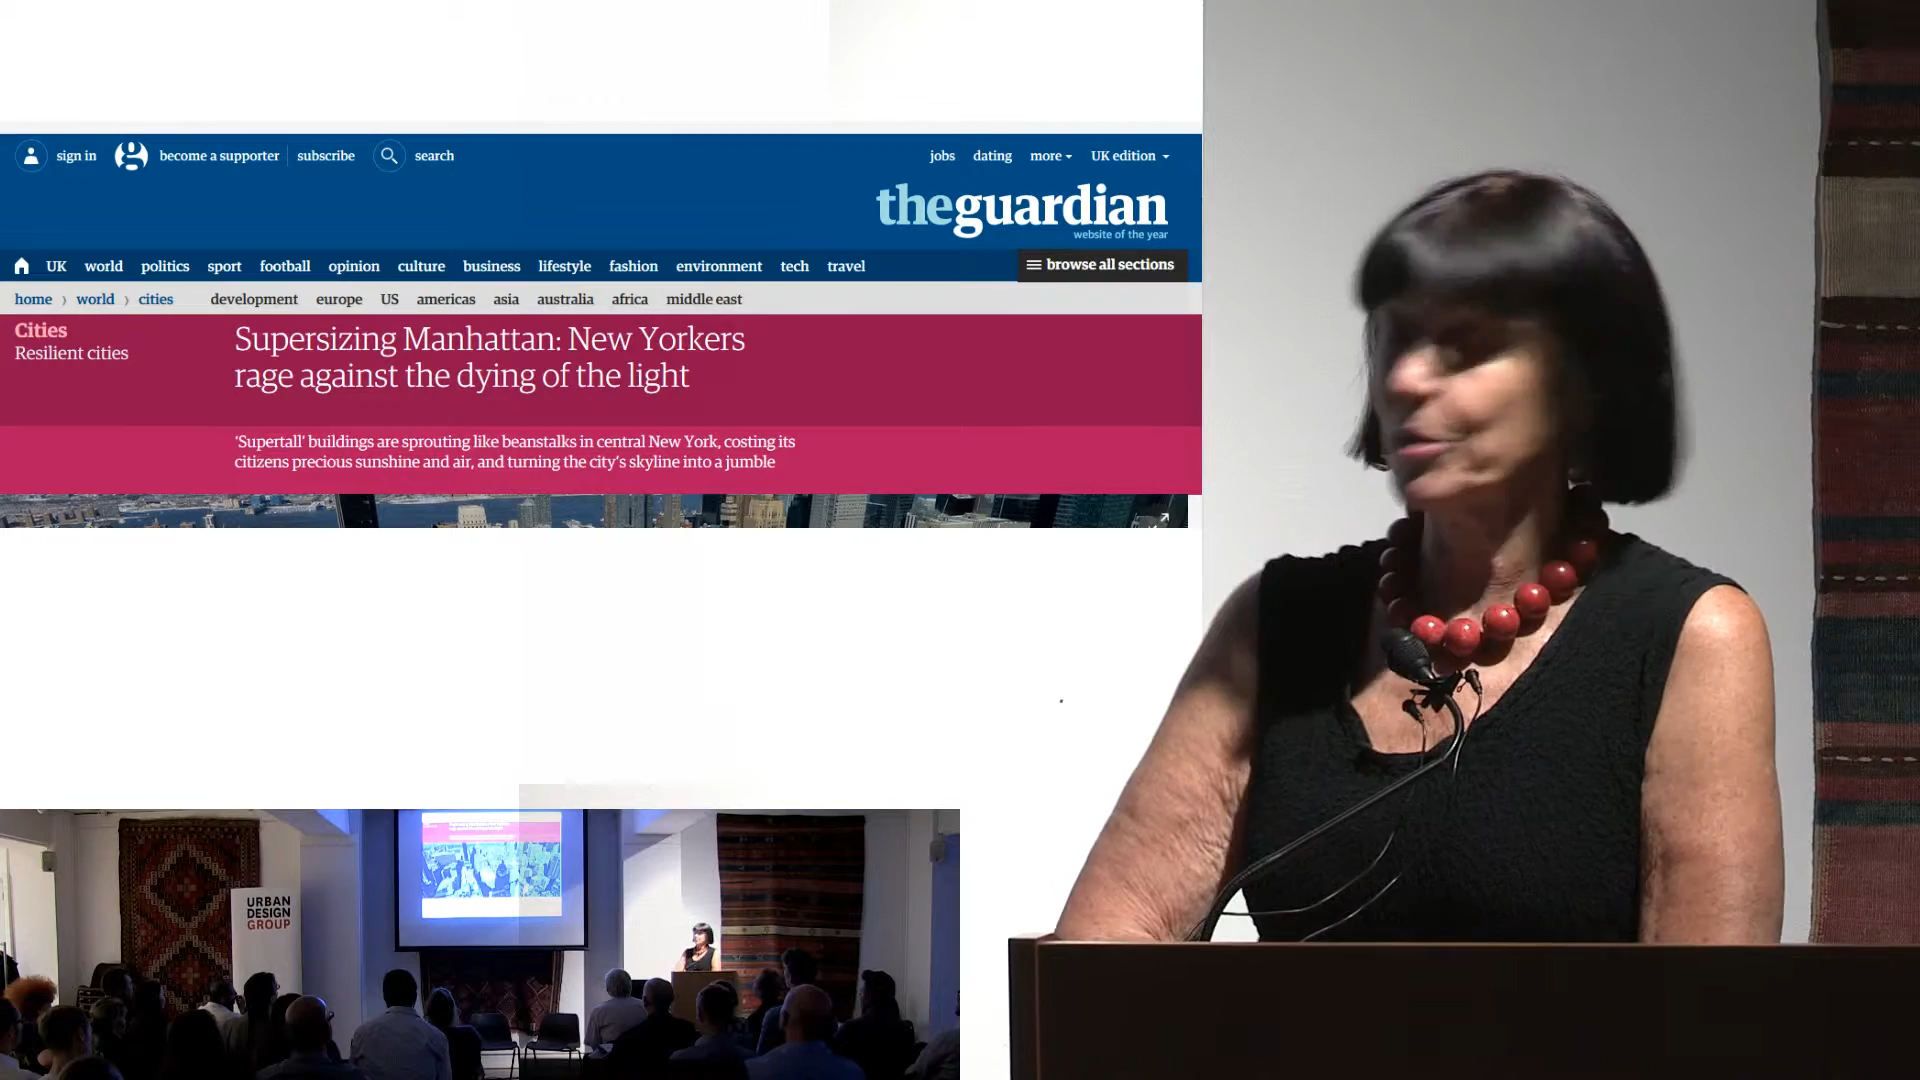 sign in
become a supporter
subscribe
search
jobs
dating
more
UK edition
theguardian
website of the year
UK world politics sport football opinion culture business lifestyle fashion environment tech travel
browse all sections
home › world › cities
development europe US americas asia australia africa middle east
Cities
Resilient cities
Supersizing Manhattan: New Yorkers
rage against the dying of the light
‘Supertall’ buildings are sprouting like beanstalks in central New York, costing its
citizens precious sunshine and air, and turning the city’s skyline into a jumble
URBAN
DESIGN
GROUP